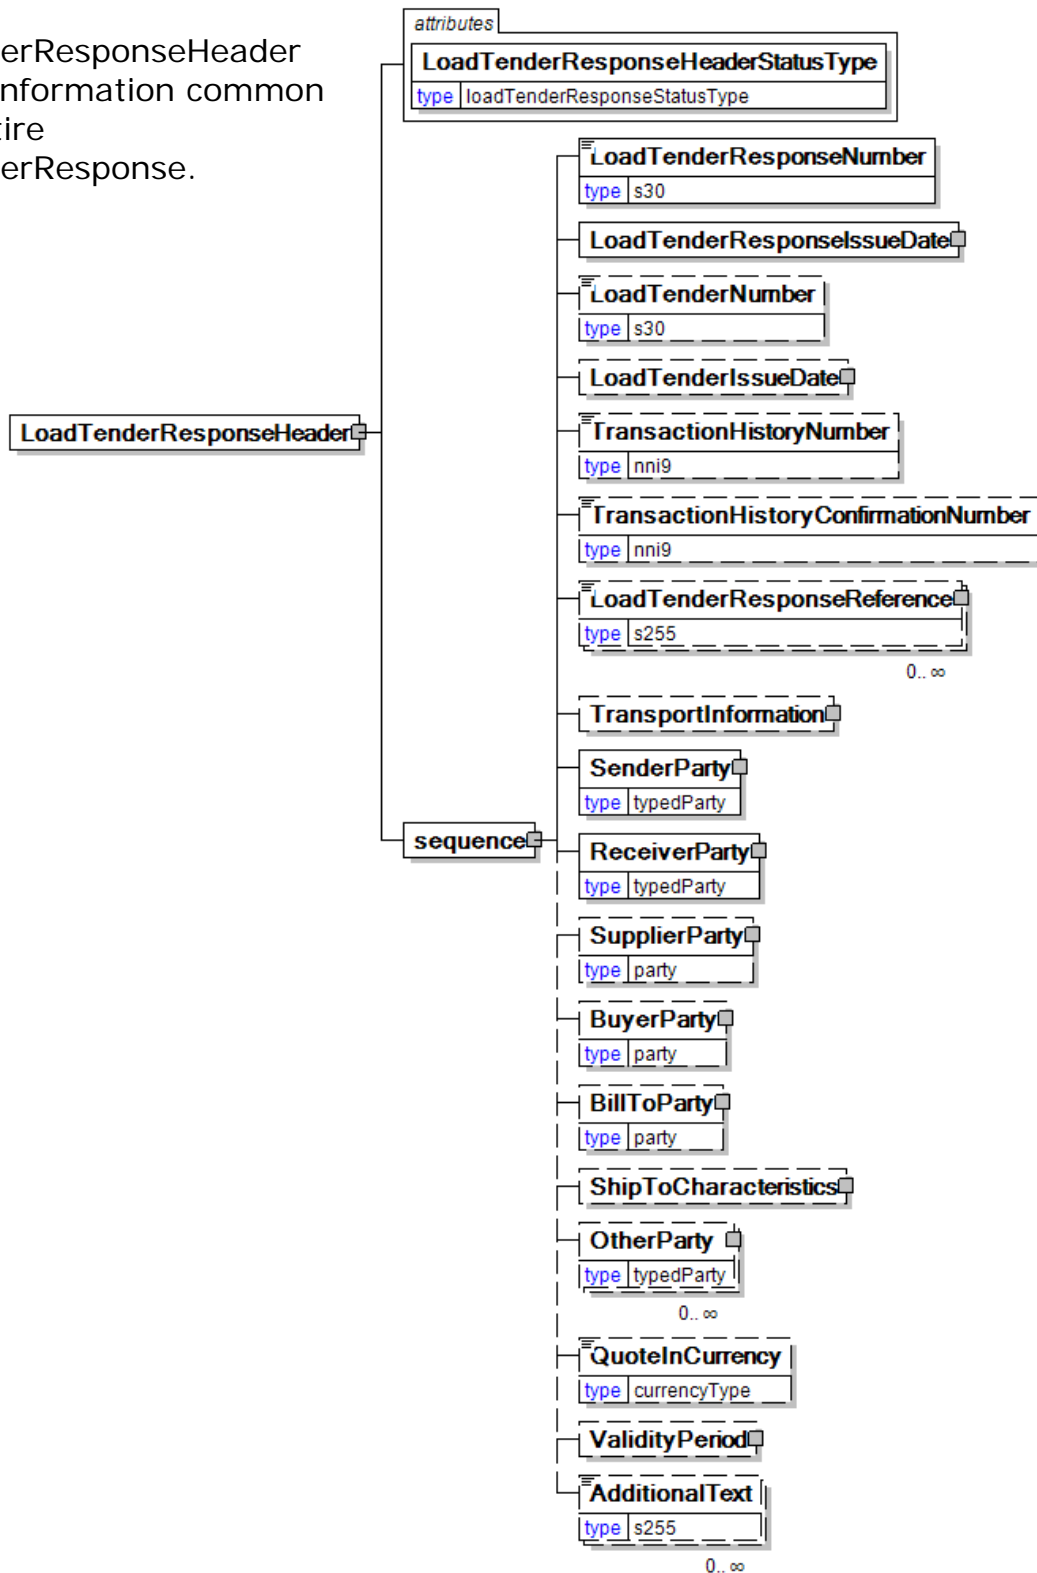 attributes
erResponseHeader
nformation common
tire
erResponse.
LoadTenderResponseHeaderStatusType
type loadTenderResponseStatusType
LoadTenderResponseNumber
type s30
LoadTenderResponseIssueDate
LoadTenderNumber
type s30
LoadTenderIssueDate
LoadTenderResponseHeader
TransactionHistoryNumber
type nni9
TransactionHistoryConfirmationNumber
type nni9
LoadTenderResponseReference
type s255
0.. ∞
TransportInformation
SenderParty
type typedParty
sequence
ReceiverParty
type typedParty
SupplierParty
type party
BuyerParty
type party
BillToParty
type party
ShipToCharacteristics
OtherParty
type typedParty
0.. ∞
QuoteInCurrency
type currencyType
ValidityPeriod
AdditionalText
type s255
0.. ∞